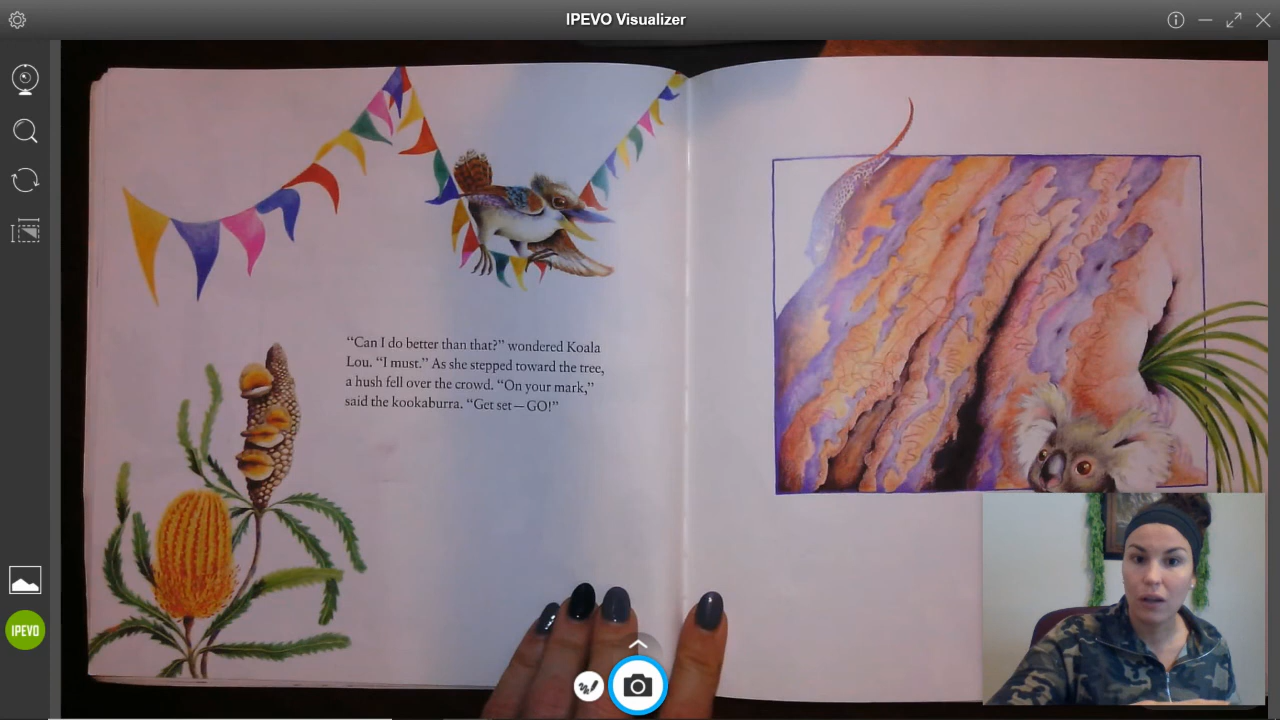 IPEVO Visualizer
“Can I do better than that?” wondered Koala
Lou. “I must.” As she stepped toward the tree,
a hush fell over the crowd. “On your mark,”
said the kookaburra. “Get set—GO!”
IPEVO